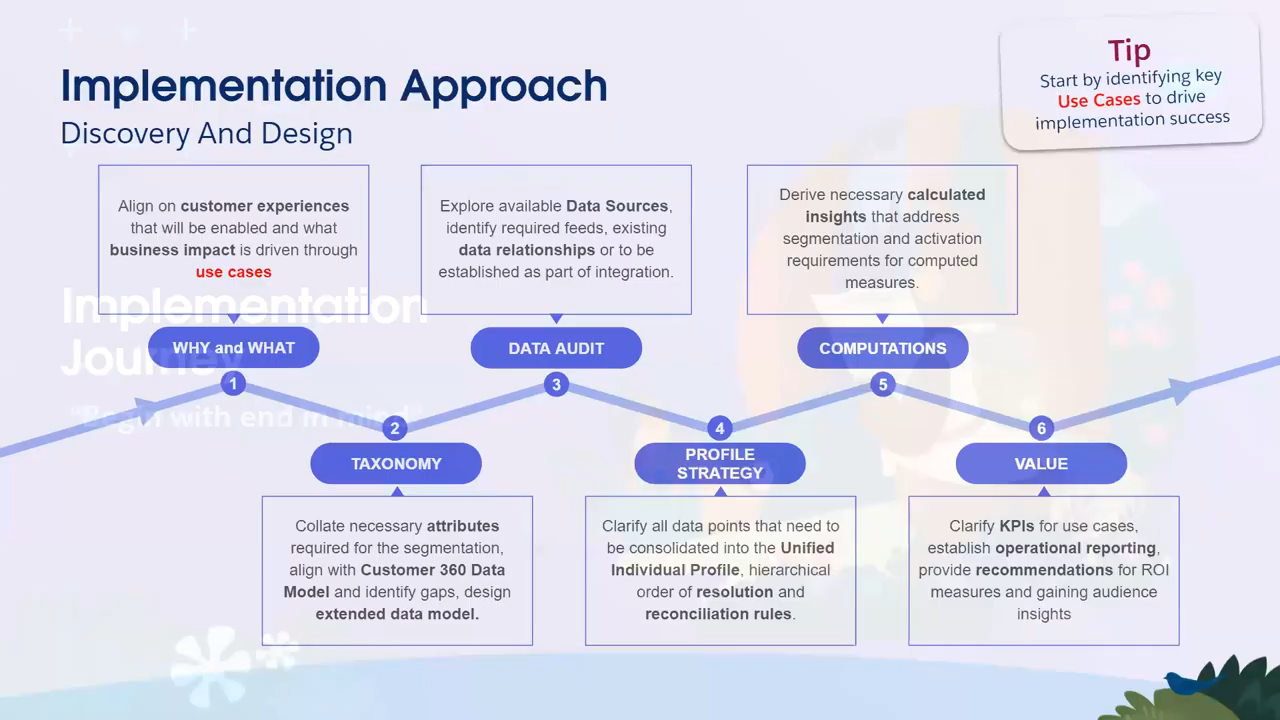 Implementation Approach
Discovery And Design
Tip
Start by identifying key
Use Cases to drive
implementation success
Align on customer experiences
that will be enabled and what
business impact is driven through
use cases
WHY and WHAT
1
Collate necessary attributes
required for the segmentation,
align with Customer 360 Data
Model and identify gaps, design
extended data model.
TAXONOMY
2
Explore available Data Sources,
identify required feeds, existing
data relationships or to be
established as part of integration.
DATA AUDIT
3
Clarify all data points that need to
be consolidated into the Unified
Individual Profile, hierarchical
order of resolution and
reconciliation rules.
PROFILE
STRATEGY
4
Derive necessary calculated
insights that address
segmentation and activation
requirements for computed
measures.
COMPUTATIONS
5
Clarify KPIs for use cases,
establish operational reporting,
provide recommendations for ROI
measures and gaining audience
insights
VALUE
6
Implementation
Journey
"Begin with end in mind"